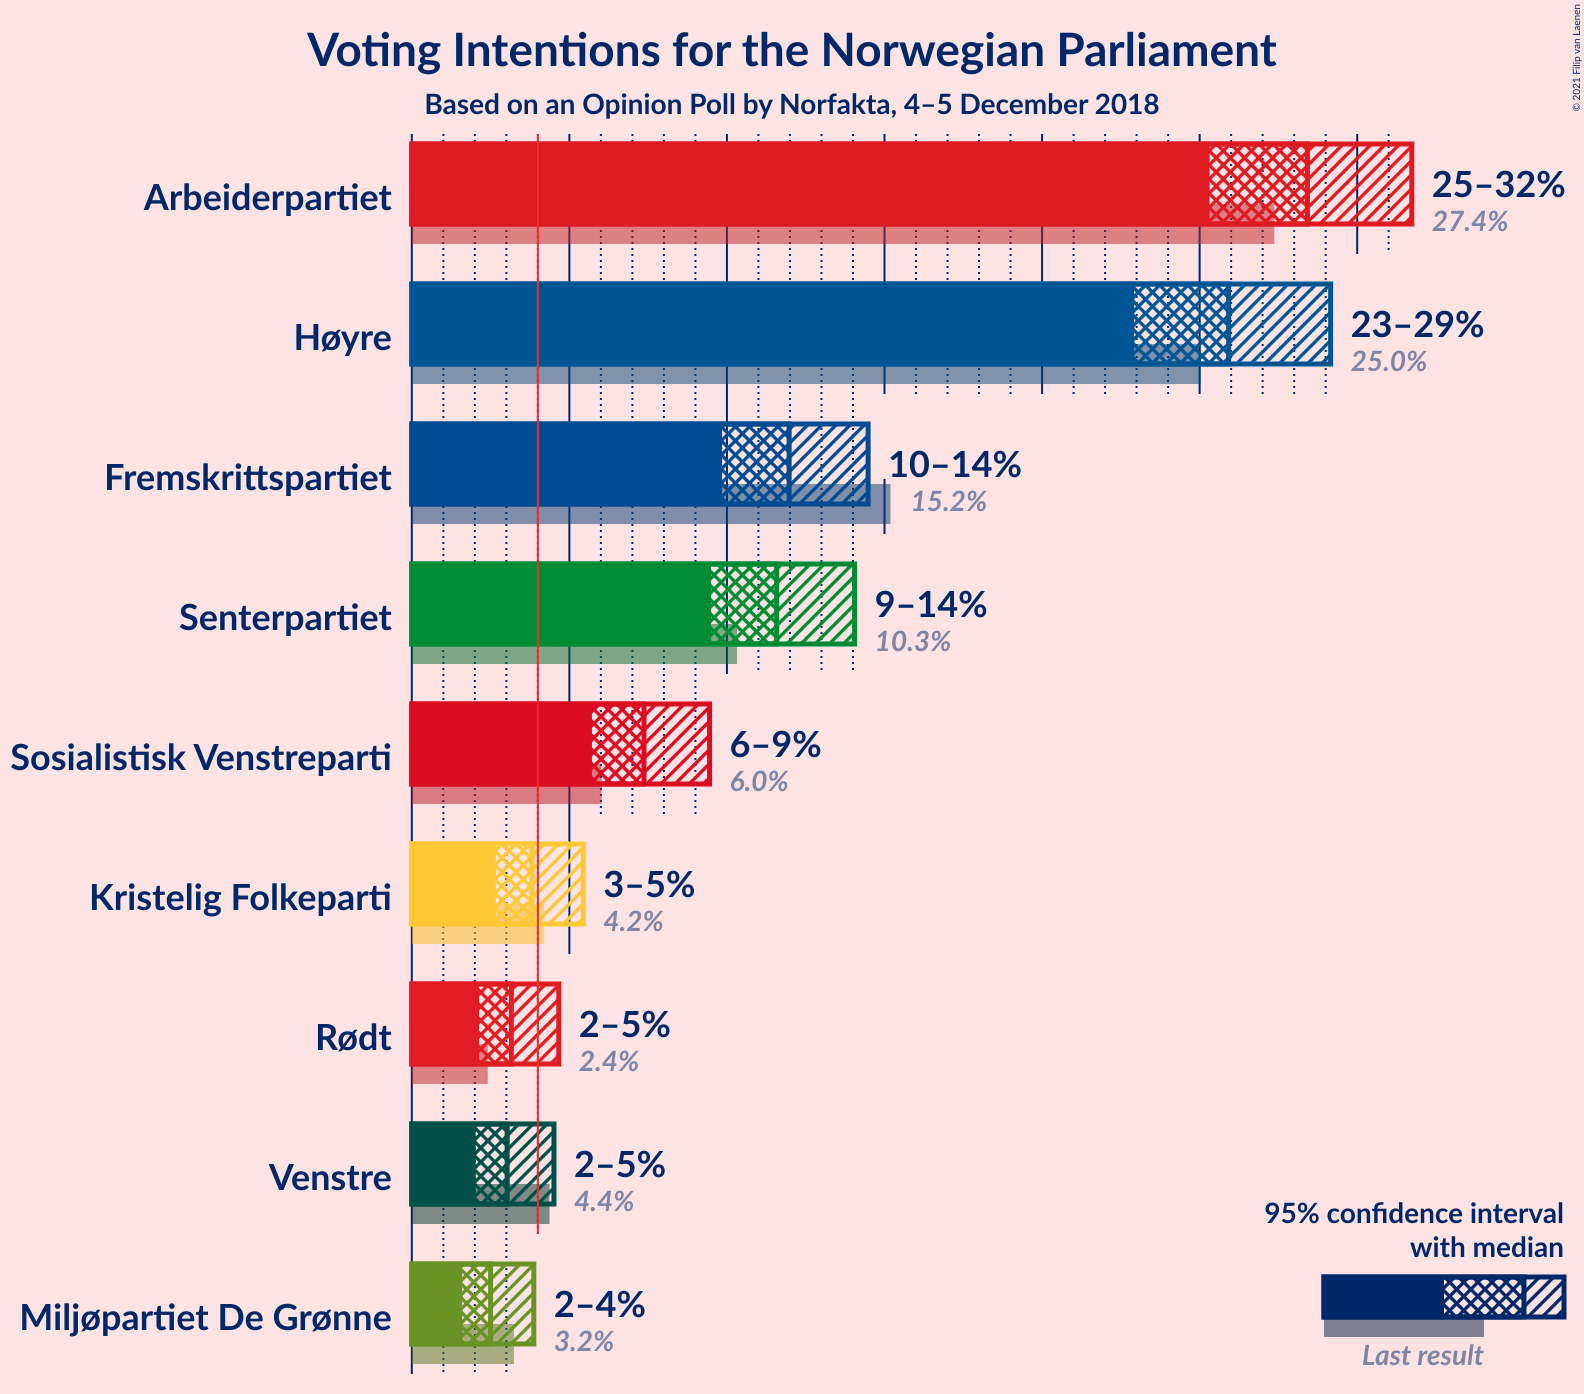 Voting Intentions for the Norwegian Parliament
Based on an Opinion Poll by Norfakta, 4–5 December 2018
© 2021 Filip van Laenen
Arbeiderpartiet
25–32%
27.4%
Høyre
23–29%
25.0%
Fremskrittspartiet
10–14%
15.2%
Senterpartiet
9–14%
10.3%
Sosialistisk Venstreparti
6–9%
6.0%
Kristelig Folkeparti
3–5%
4.2%
Rødt
2–5%
2.4%
Venstre
2–5%
4.4%
Miljøpartiet De Grønne
2–4%
3.2%
95% confidence interval
with median
Last result